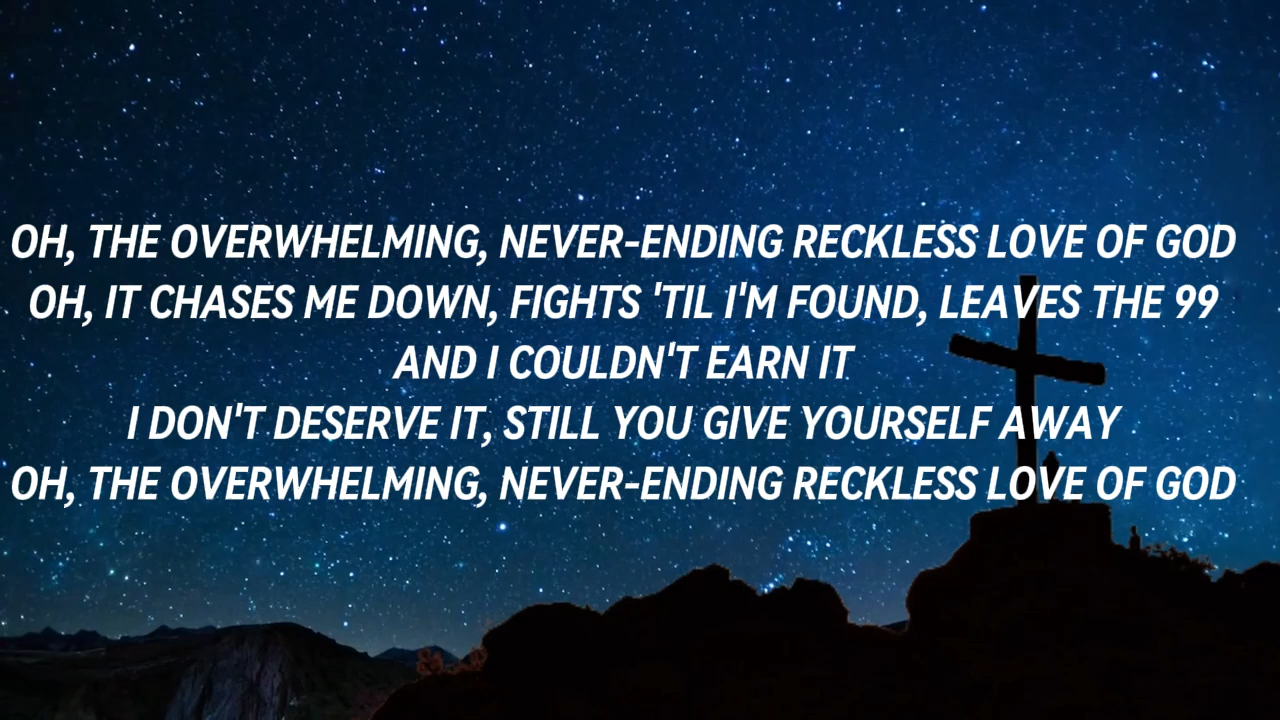 OH, THE OVERWHELMING, NEVER-ENDING RECKLESS LOVE OF GOD
OH, IT CHASES ME DOWN, FIGHTS 'TIL I'M FOUND, LEAVES THE 99
AND I COULDN'T EARN IT
I DON'T DESERVE IT, STILL YOU GIVE YOURSELF AWAY
OH, THE OVERWHELMING, NEVER-ENDING RECKLESS LOVE OF GOD